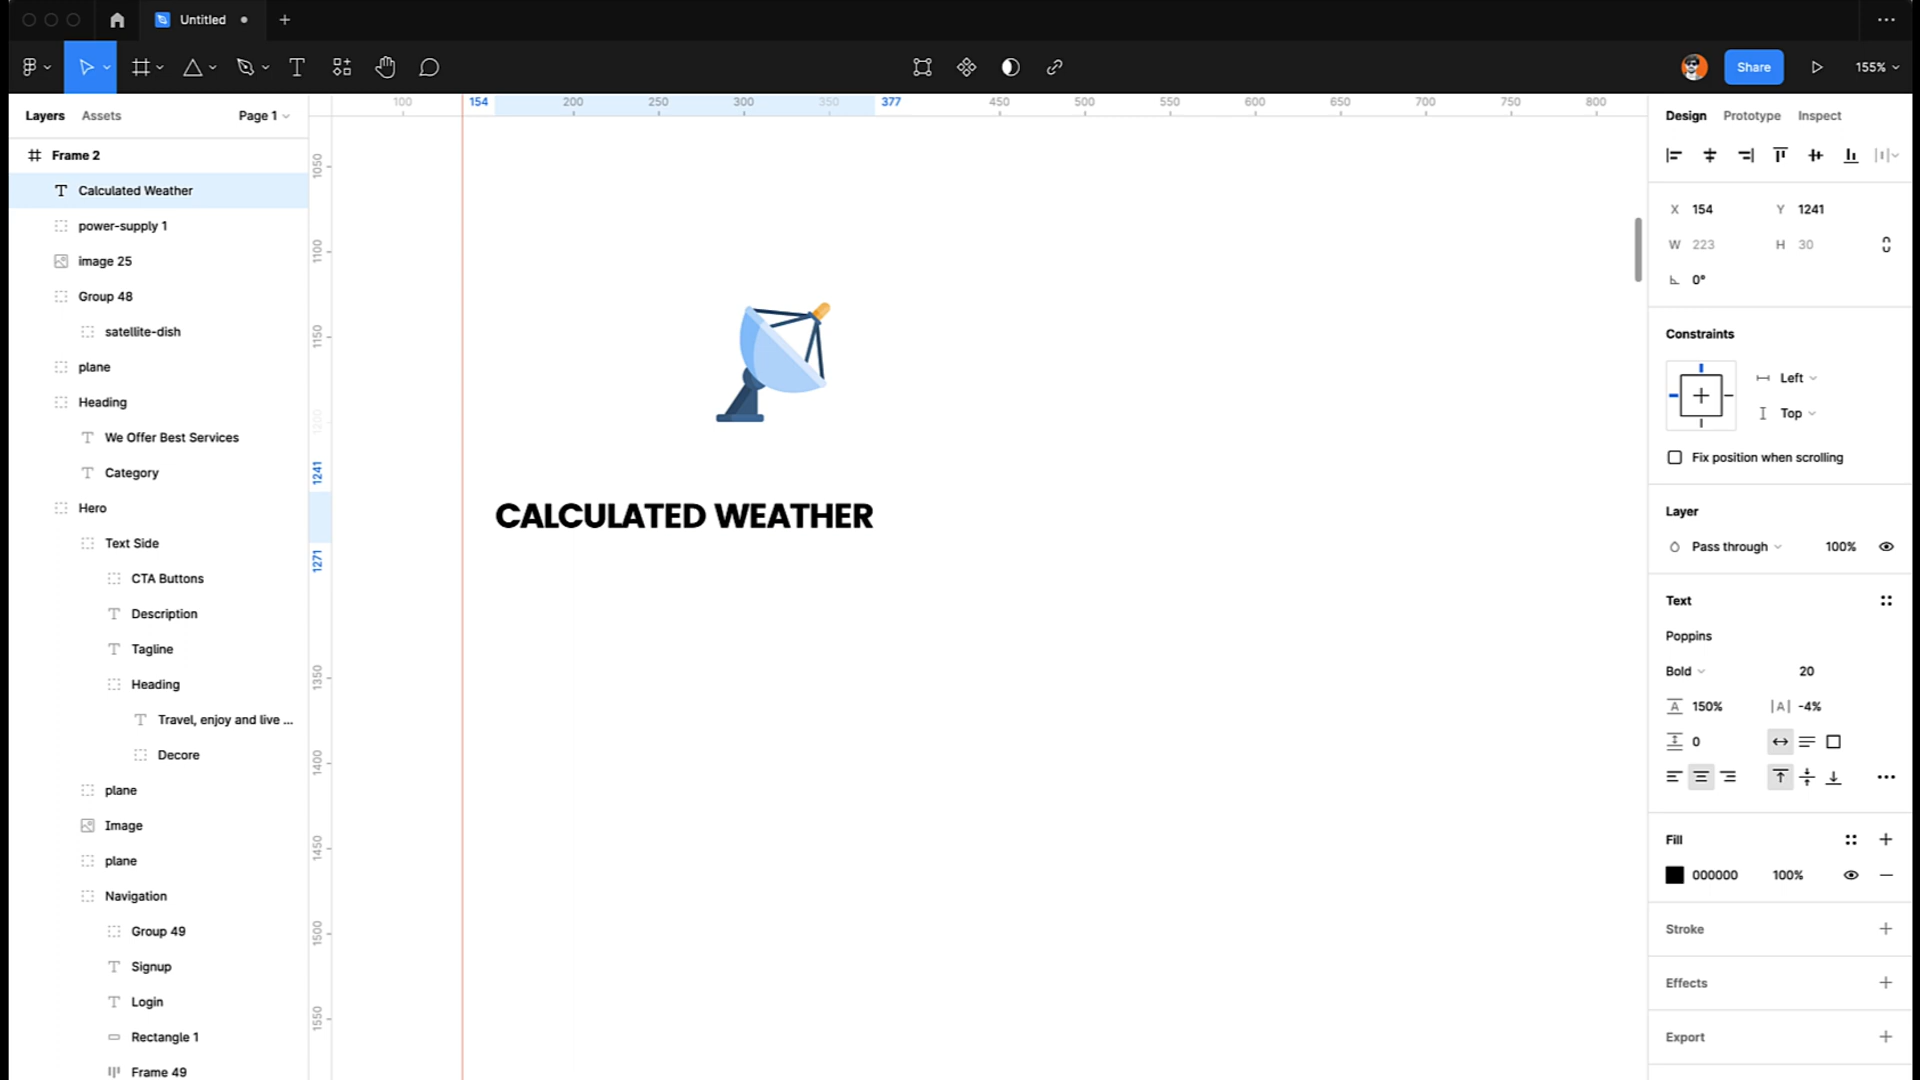 Untitled
Share
155%
Layers Assets Page 1
100 154 200 250 300 350 377 450 500 550 600 650 700 750 800
Design Prototype Inspect
Frame 2
Calculated Weather
power-supply 1
image 25
Group 48
satellite-dish
plane
Heading
We Offer Best Services
Category
Hero
Text Side
CTA Buttons
Description
Tagline
Heading
Travel, enjoy and live ...
Decore
plane
Image
plane
Navigation
Group 49
Signup
Login
Rectangle 1
Frame 49
1050
1100
1150
1200
1241
1271
1350
1400
1450
1500
1550
CALCULATED WEATHER
X 154 Y 1241
W 223 H 30
0°
Constraints
Left
Top
Fix position when scrolling
Layer
Pass through 100%
Text
Poppins
Bold 20
150% |A| -4%
0
Fill
000000 100%
Stroke
Effects
Export